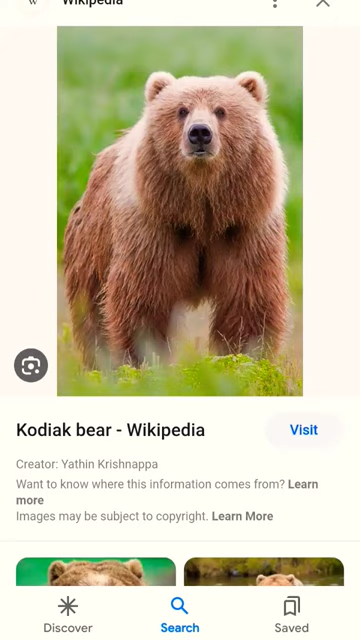 W Wikipedia
Kodiak bear - Wikipedia
Visit
Creator: Yathin Krishnappa
Want to know where this information comes from? Learn
more
Images may be subject to copyright. Learn More
Discover
Search
Saved